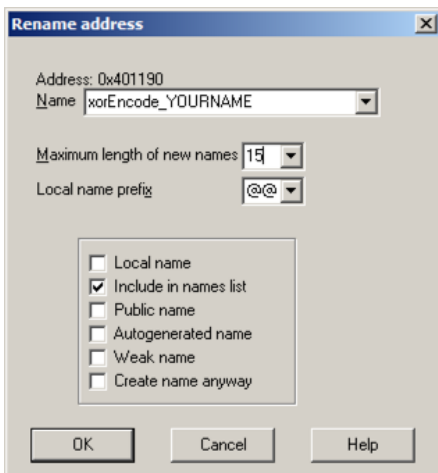 Rename address
Address: 0x401190
Name xorEncode_YOURNAME
Maximum length of new names 15
Local name prefix @@
Local name
Include in names list
Public name
Autogenerated name
Weak name
Create name anyway
OK Cancel Help